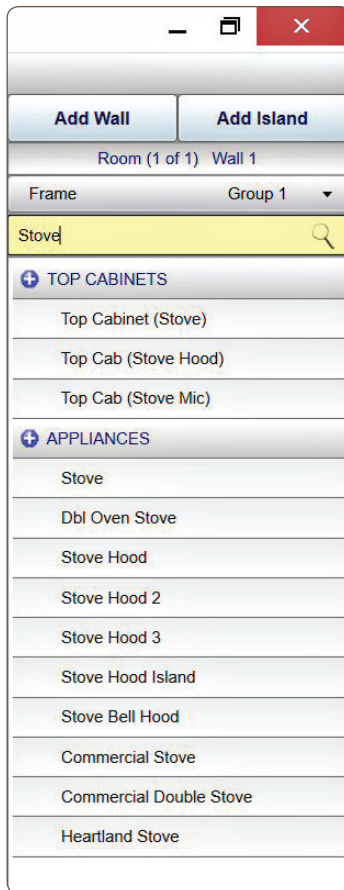 Add Wall Add Island
Room (1 of 1) Wall 1
Frame Group 1
Stove
TOP CABINETS
Top Cabinet (Stove)
Top Cab (Stove Hood)
Top Cab (Stove Mic)
APPLIANCES
Stove
Dbl Oven Stove
Stove Hood
Stove Hood 2
Stove Hood 3
Stove Hood Island
Stove Bell Hood
Commercial Stove
Commercial Double Stove
Heartland Stove